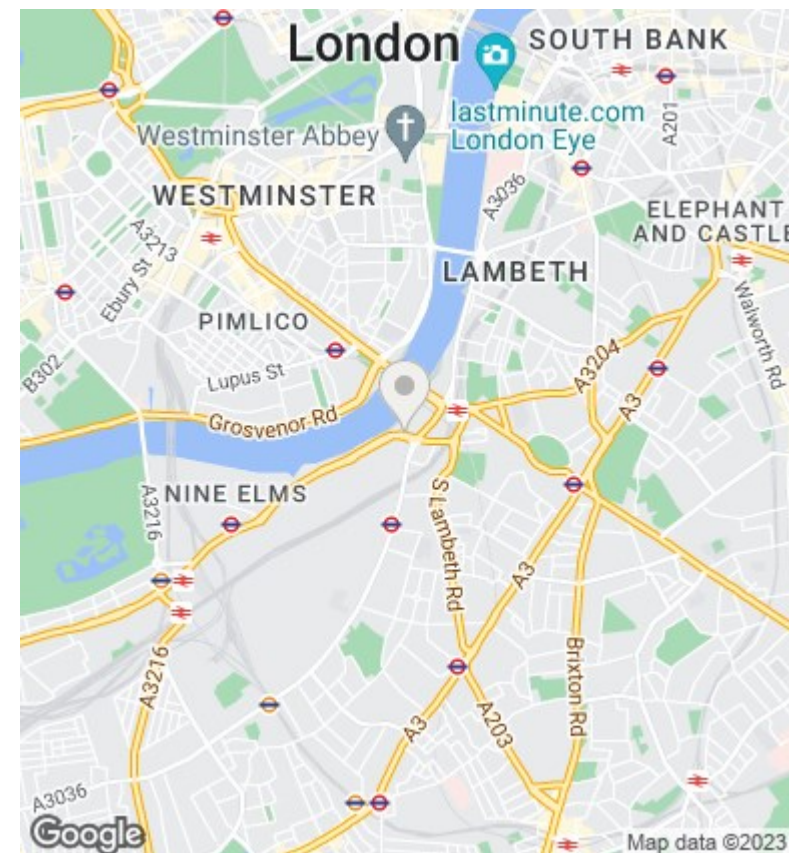 London
SOUTH BANK
lastminute.com
London Eye
A201
Westminster Abbey
A3036
WESTMINSTER
ELEPHANT
AND CASTLE
A3213
Ebury St
LAMBETH
Walworth Rd
PIMLICO
B302
Lupus St
A3204
Grosvenor Rd
A3
A3216
NINE ELMS
S Lambeth Rd
A3
Brixton Rd
A3216
A3
A203
A3036
Google
Map data ©2023